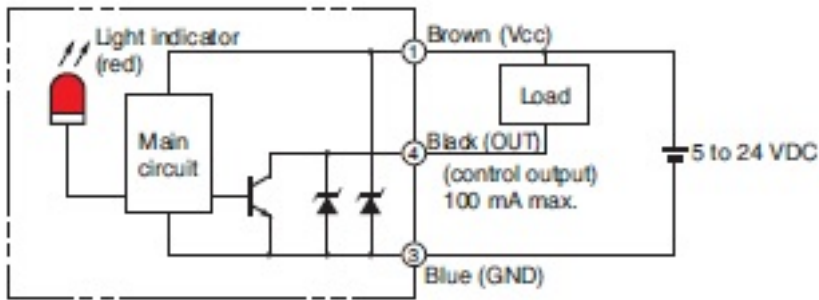 Light indicator
(red)
Main
circuit
1
Brown (Vcc)
Load
4
Black (OUT)
(control output)
100 mA max.
5 to 24 VDC
3
Blue (GND)